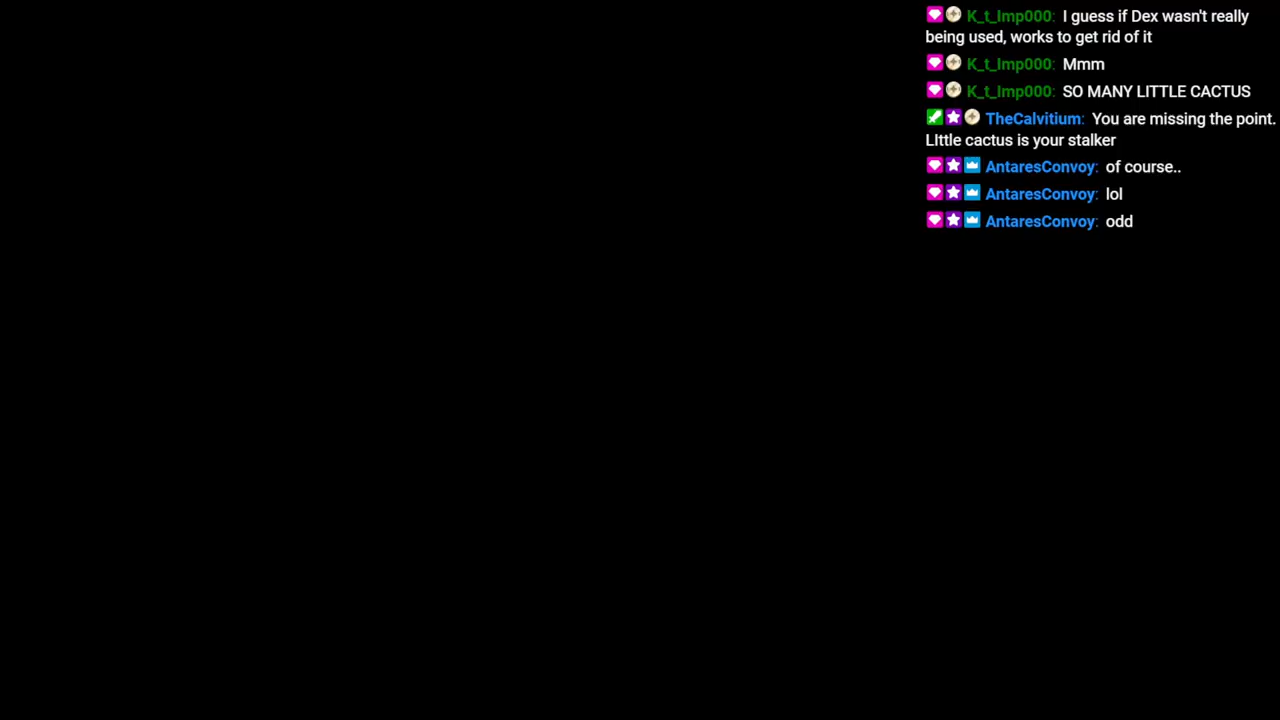 K_t_Imp000: I guess if Dex wasn't really
being used, works to get rid of it
K_t_Imp000: Mmm
K_t_Imp000: SO MANY LITTLE CACTUS
TheCalvitium: You are missing the point.
LIttle cactus is your stalker
AntaresConvoy: of course..
AntaresConvoy: lol
AntaresConvoy: odd